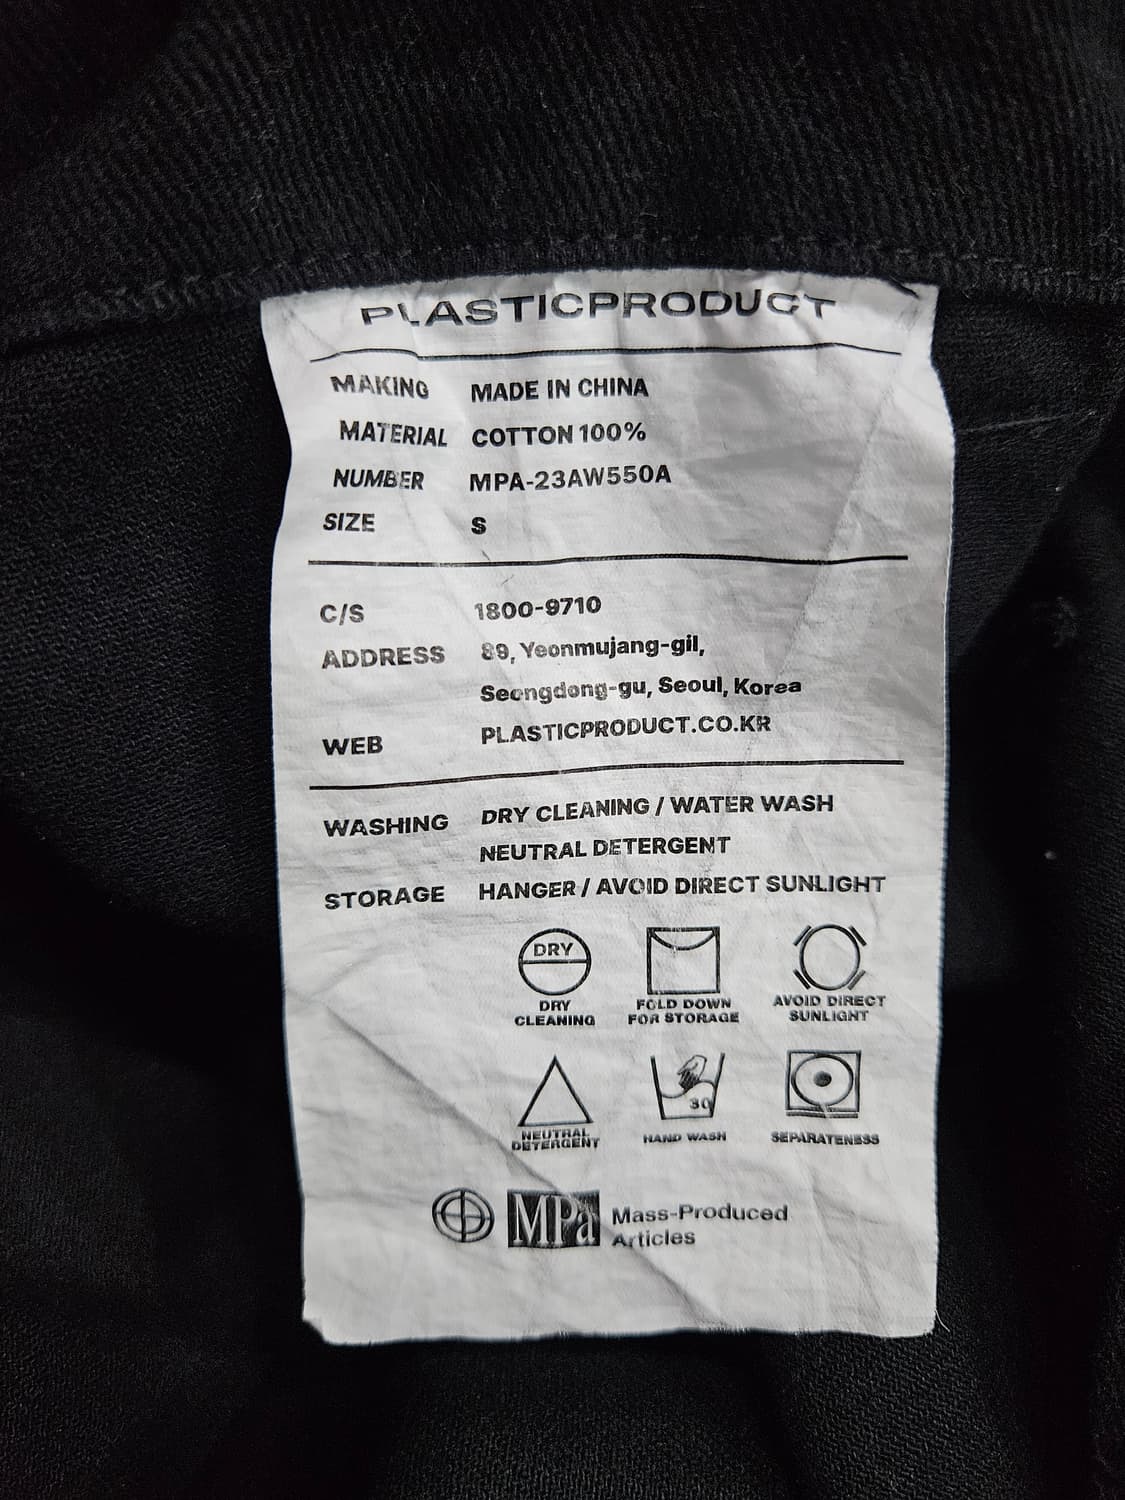 PLASTICPRODUCT
MAKING MADE IN CHINA
MATERIAL COTTON 100%
NUMBER MPA-23AW550A
SIZE S
C/S 1800-9710
ADDRESS 89, Yeonmujang-gil,
Seongdong-gu, Seoul, Korea
WEB PLASTICPRODUCT.CO.KR
WASHING DRY CLEANING / WATER WASH
NEUTRAL DETERGENT
STORAGE HANGER / AVOID DIRECT SUNLIGHT
DRY
DRY CLEANING
FOLD DOWN FOR STORAGE
AVOID DIRECT SUNLIGHT
30
NEUTRAL DETERGENT
HAND WASH
SEPARATENESS
MPa Mass-Produced
Articles